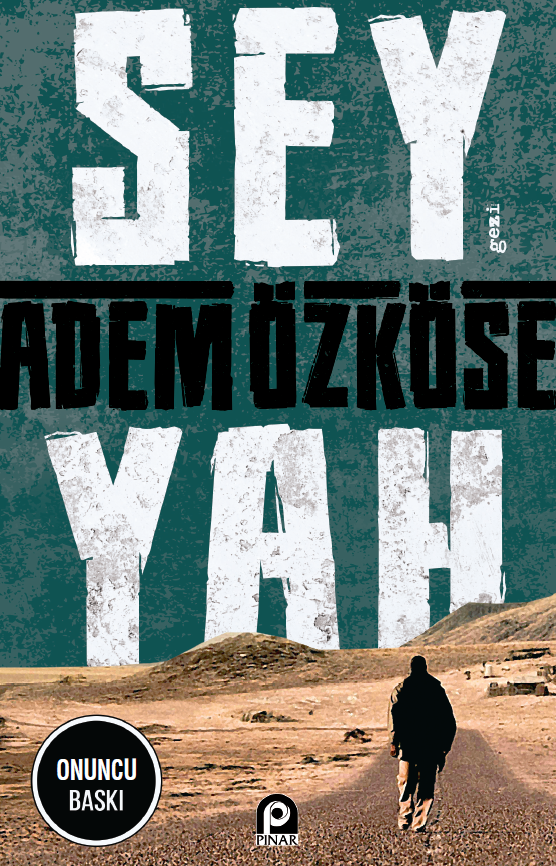 SEY
gezi
ADEM ÖZKÖSE
YAH
ONUNCU
BASKI
PINAR